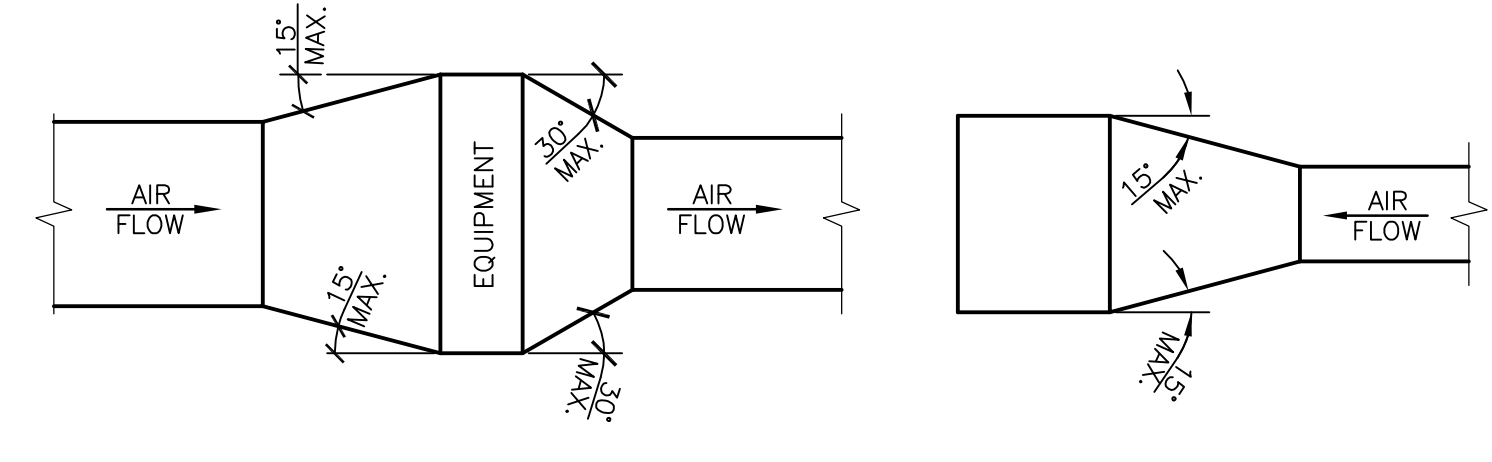 15°
MAX.
AIR
FLOW
15°
MAX.
EQUIPMENT
30°
MAX.
30°
MAX.
AIR
FLOW
15°
MAX.
15°
MAX.
AIR
FLOW